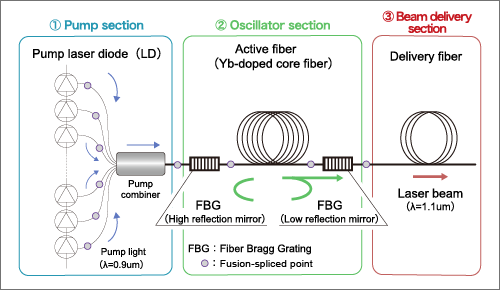 ① Pump section
② Oscillator section
③ Beam delivery
section
Pump laser diode (LD)
Active fiber
(Yb-doped core fiber)
Delivery fiber
Pump
combiner
FBG
(High reflection mirror)
FBG
(Low reflection mirror)
Laser beam
(λ=1.1um)
Pump light
(λ=0.9um)
FBG : Fiber Bragg Grating
: Fusion-spliced point